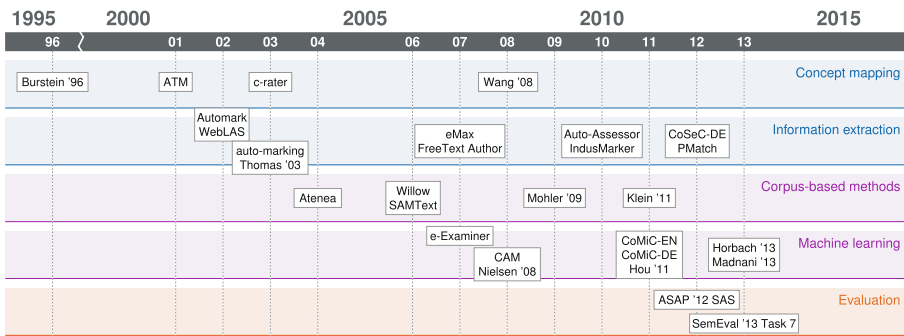 1995 2000 2005 2010 2015
96 01 02 03 04 06 07 08 09 10 11 12 13
Concept mapping
Burstein '96 ATM c-rater Wang '08
Information extraction
Automark
WebLAS
auto-marking
Thomas '03
eMax
FreeText Author
Auto-Assessor
IndusMarker
CoSeC-DE
PMatch
Corpus-based methods
Atenea
Willow
SAMText
Mohler '09
Klein '11
Machine learning
e-Examiner
CAM
Nielsen '08
CoMiC-EN
CoMiC-DE
Hou '11
Horbach '13
Madnani '13
Evaluation
ASAP '12 SAS
SemEval '13 Task 7